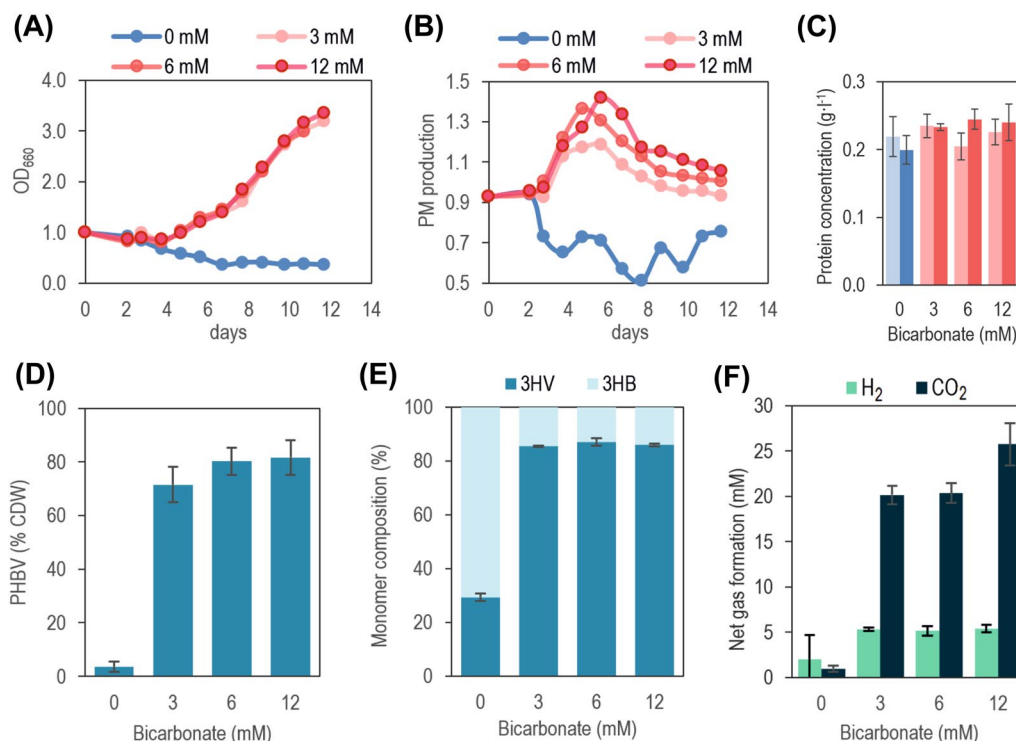 (A)
0 mM
3 mM
6 mM
12 mM
4.0
3.0
2.0
1.0
0.0
OD660
0 2 4 6 8 10 12 14
days
(B)
0 mM
3 mM
6 mM
12 mM
1.5
1.3
1.1
0.9
0.7
0.5
PM production
0 2 4 6 8 10 12 14
days
(C)
0.3
0.2
0.1
0.0
Protein concentration (g·l-1)
0 3 6 12
Bicarbonate (mM)
(D)
100
80
60
40
20
0
PHBV (% CDW)
0 3 6 12
Bicarbonate (mM)
(E)
3HV 3HB
100
80
60
40
20
0
Monomer composition (%)
0 3 6 12
Bicarbonate (mM)
(F)
H2 CO2
30
25
20
15
10
5
0
Net gas formation (mM)
0 3 6 12
Bicarbonate (mM)